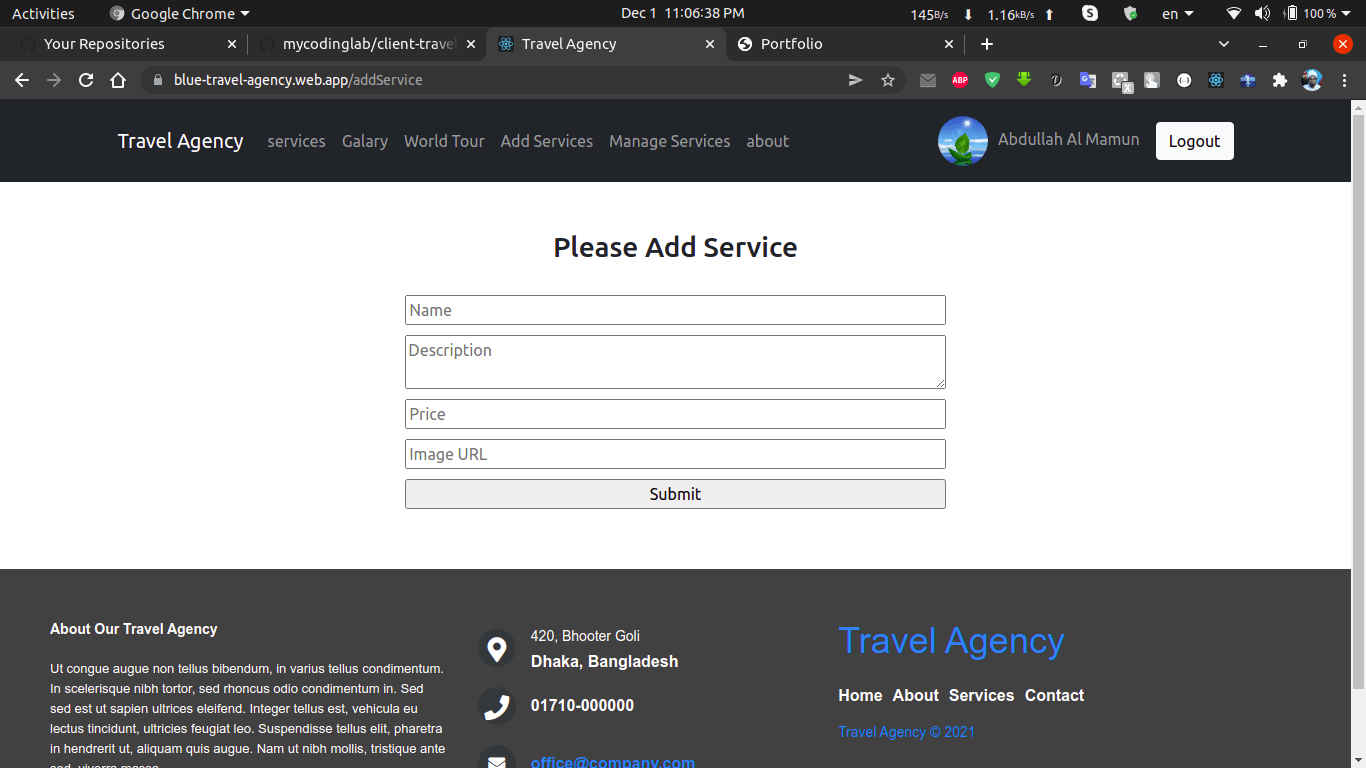 Activities Google Chrome Dec 1 11:06:38 PM 145B/s 1.16kB/s en 100 %
Your Repositories mycodinglab/client-travel Travel Agency Portfolio
blue-travel-agency.web.app/addService ABP
Travel Agency services Galary World Tour Add Services Manage Services about Abdullah Al Mamun Logout
Please Add Service
Name
Description
Price
Image URL
Submit
About Our Travel Agency
Ut congue augue non tellus bibendum, in varius tellus condimentum.
In scelerisque nibh tortor, sed rhoncus odio condimentum in. Sed
sed est ut sapien ultrices eleifend. Integer tellus est, vehicula eu
lectus tincidunt, ultricies feugiat leo. Suspendisse tellus elit, pharetra
in hendrerit ut, aliquam quis augue. Nam ut nibh mollis, tristique ante
sed, viverra massa.
420, Bhooter Goli
Dhaka, Bangladesh
01710-000000
office@company.com
Travel Agency
Home About Services Contact
Travel Agency © 2021